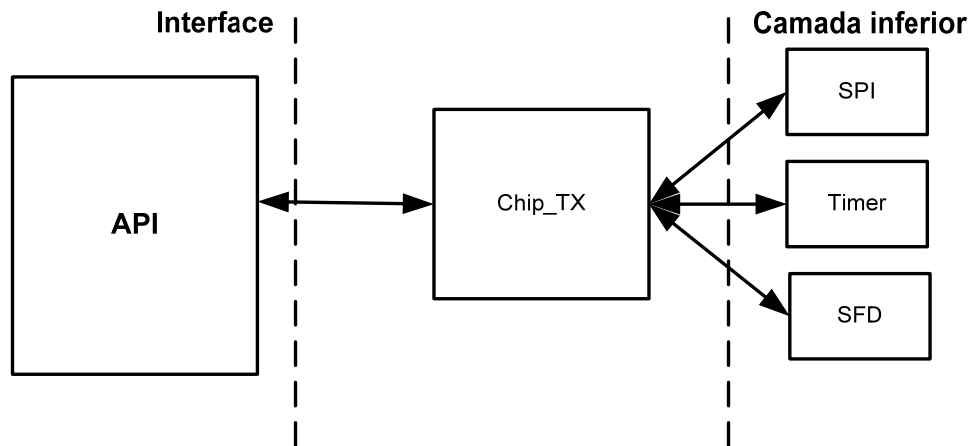 Interface
Camada inferior
API
Chip_TX
SPI
Timer
SFD